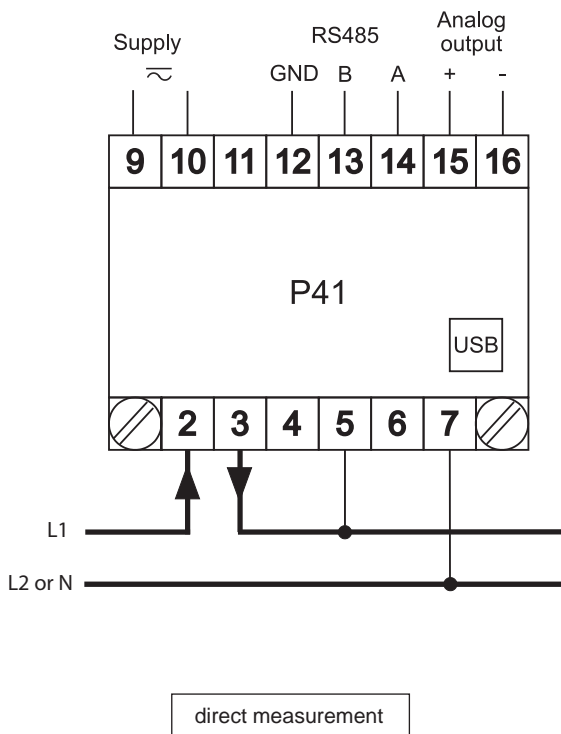 Supply
RS485
Analog
output
GND B A + -
9 10 11 12 13 14 15 16
P41
USB
2 3 4 5 6 7
L1
L2 or N
direct measurement